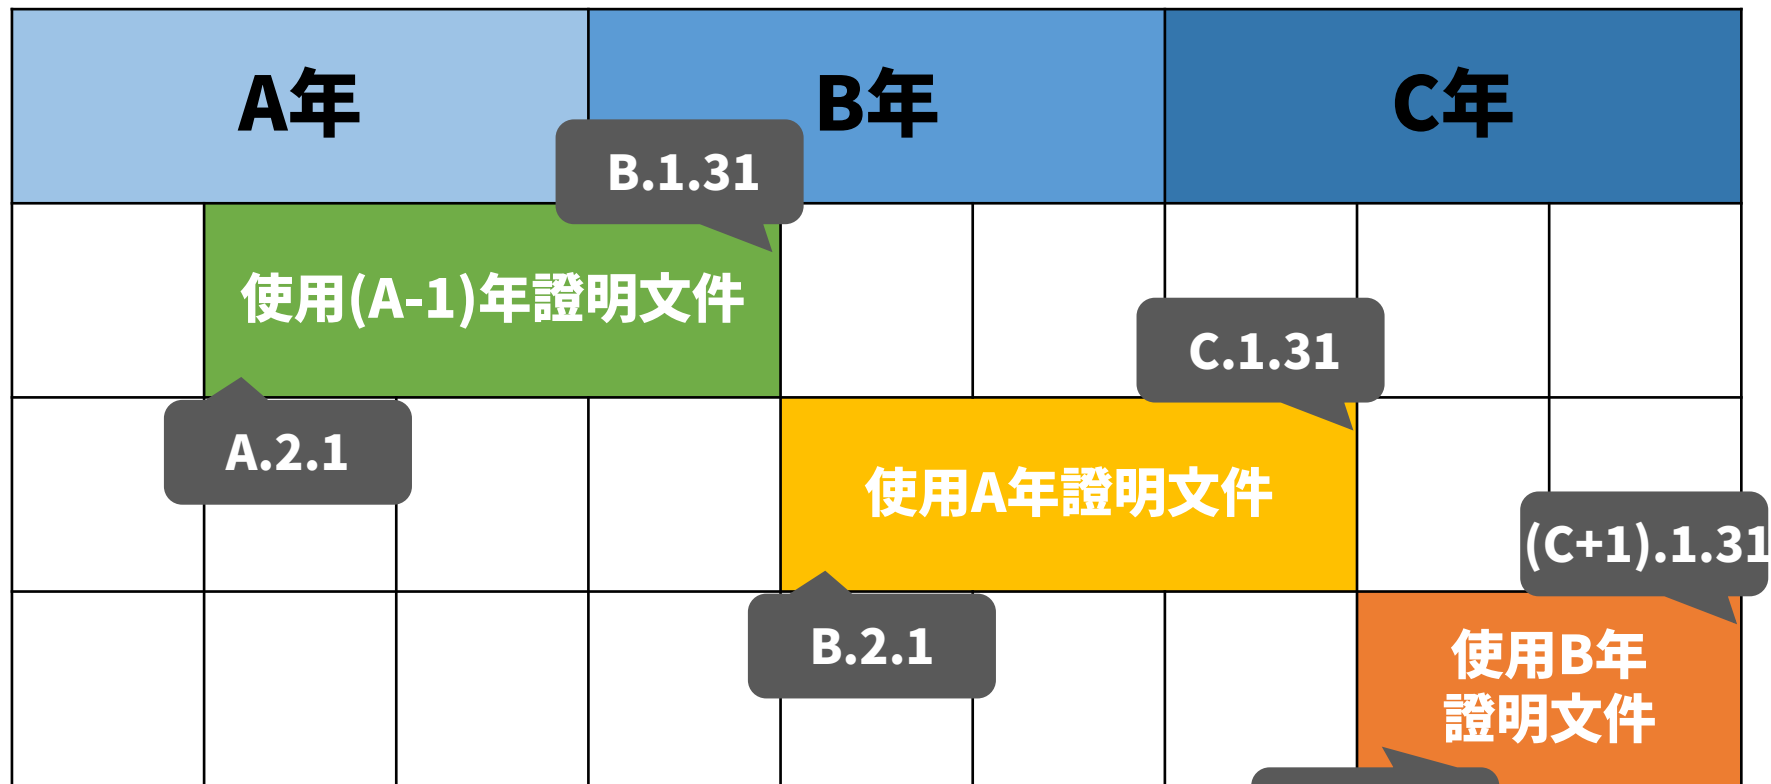 A年
B年
C年
B.1.31
使用(A-1)年證明文件
C.1.31
A.2.1
使用A年證明文件
(C+1).1.31
B.2.1
使用B年
證明文件